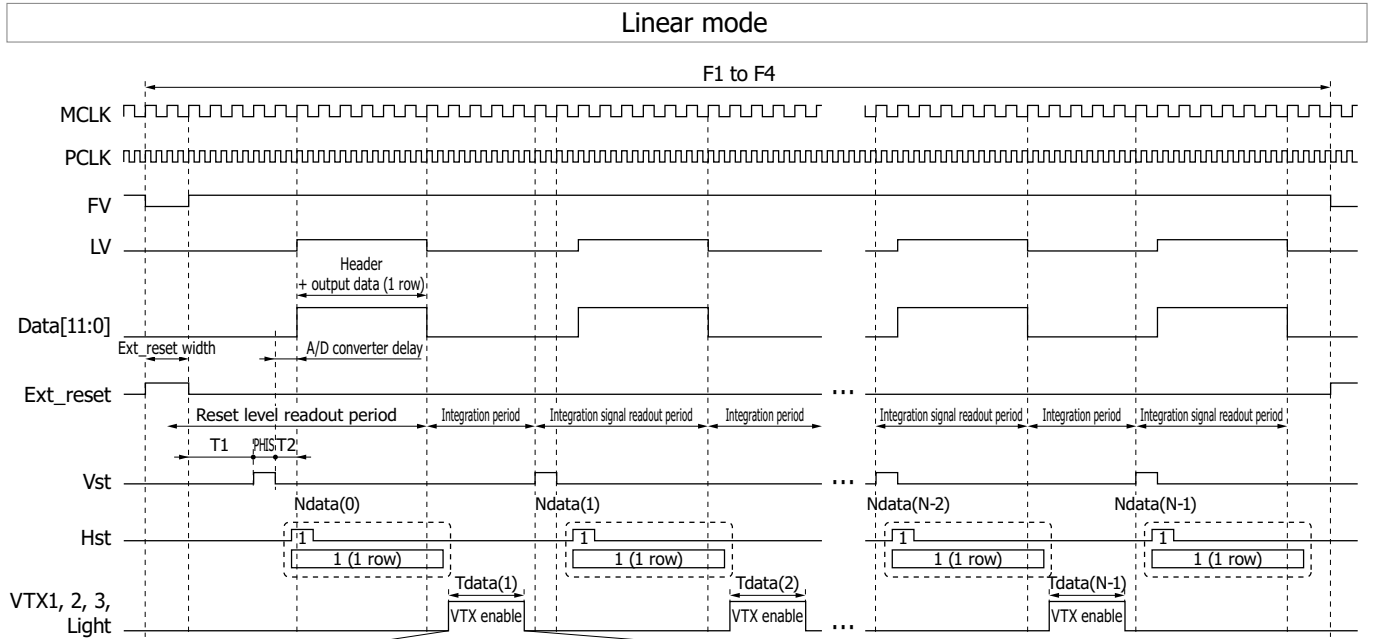 Linear mode
F1 to F4
MCLK
PCLK
FV
LV
Header
+ output data (1 row)
Data[11:0]
Ext_reset width
A/D converter delay
Ext_reset
...
Reset level readout period
Integration period
Integration signal readout period
Integration period
Integration signal readout period
Integration period
Integration signal readout period
T1
PHIS
T2
Vst
...
Ndata(0)
Ndata(1)
Ndata(N-2)
Ndata(N-1)
Hst
1
1
1
1
1 (1 row)
1 (1 row)
1 (1 row)
1 (1 row)
Tdata(1)
Tdata(2)
Tdata(N-1)
VTX1, 2, 3,
Light
VTX enable
VTX enable
...
VTX enable